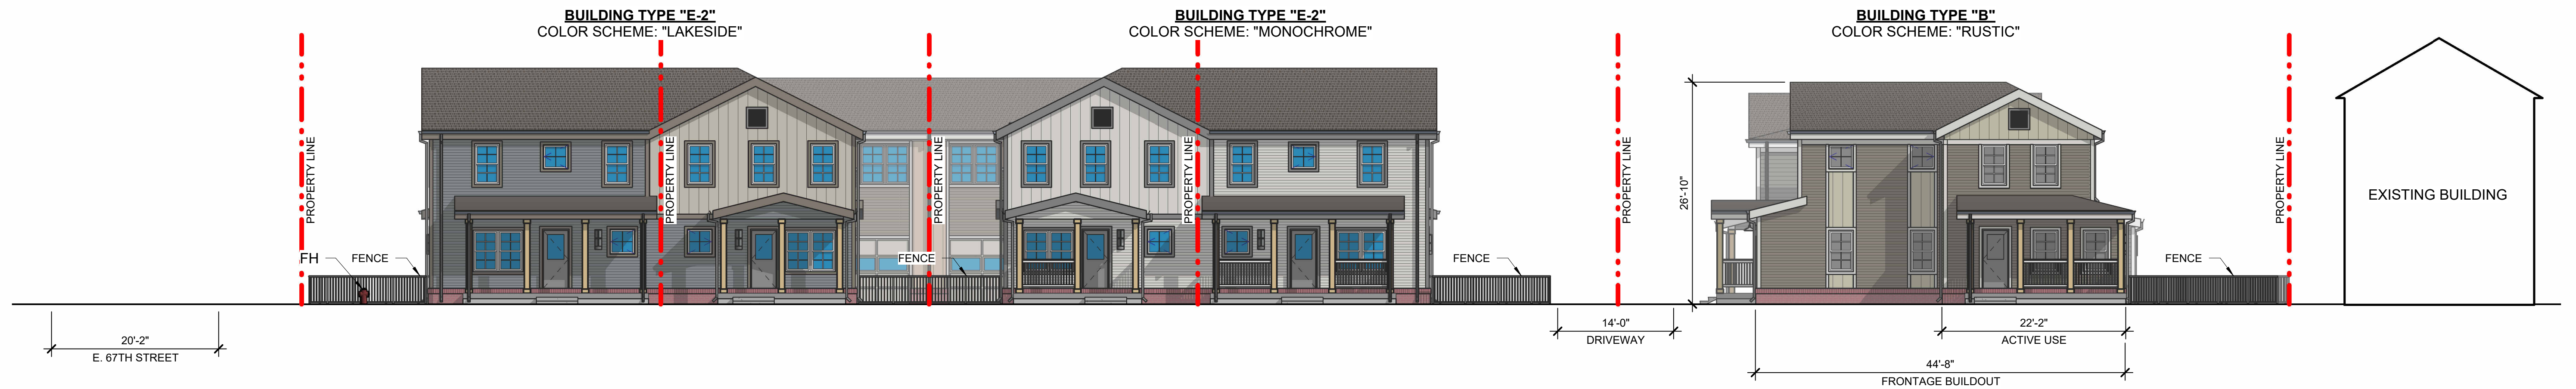 BUILDING TYPE "E-2"
COLOR SCHEME: "LAKESIDE"
BUILDING TYPE "E-2"
COLOR SCHEME: "MONOCHROME"
BUILDING TYPE "B"
COLOR SCHEME: "RUSTIC"
PROPERTY LINE
PROPERTY LINE
PROPERTY LINE
PROPERTY LINE
PROPERTY LINE
PROPERTY LINE
26'-10"
EXISTING BUILDING
FH
FENCE
FENCE
FENCE
FENCE
20'-2"
E. 67TH STREET
14'-0"
DRIVEWAY
22'-2"
ACTIVE USE
44'-8"
FRONTAGE BUILDOUT